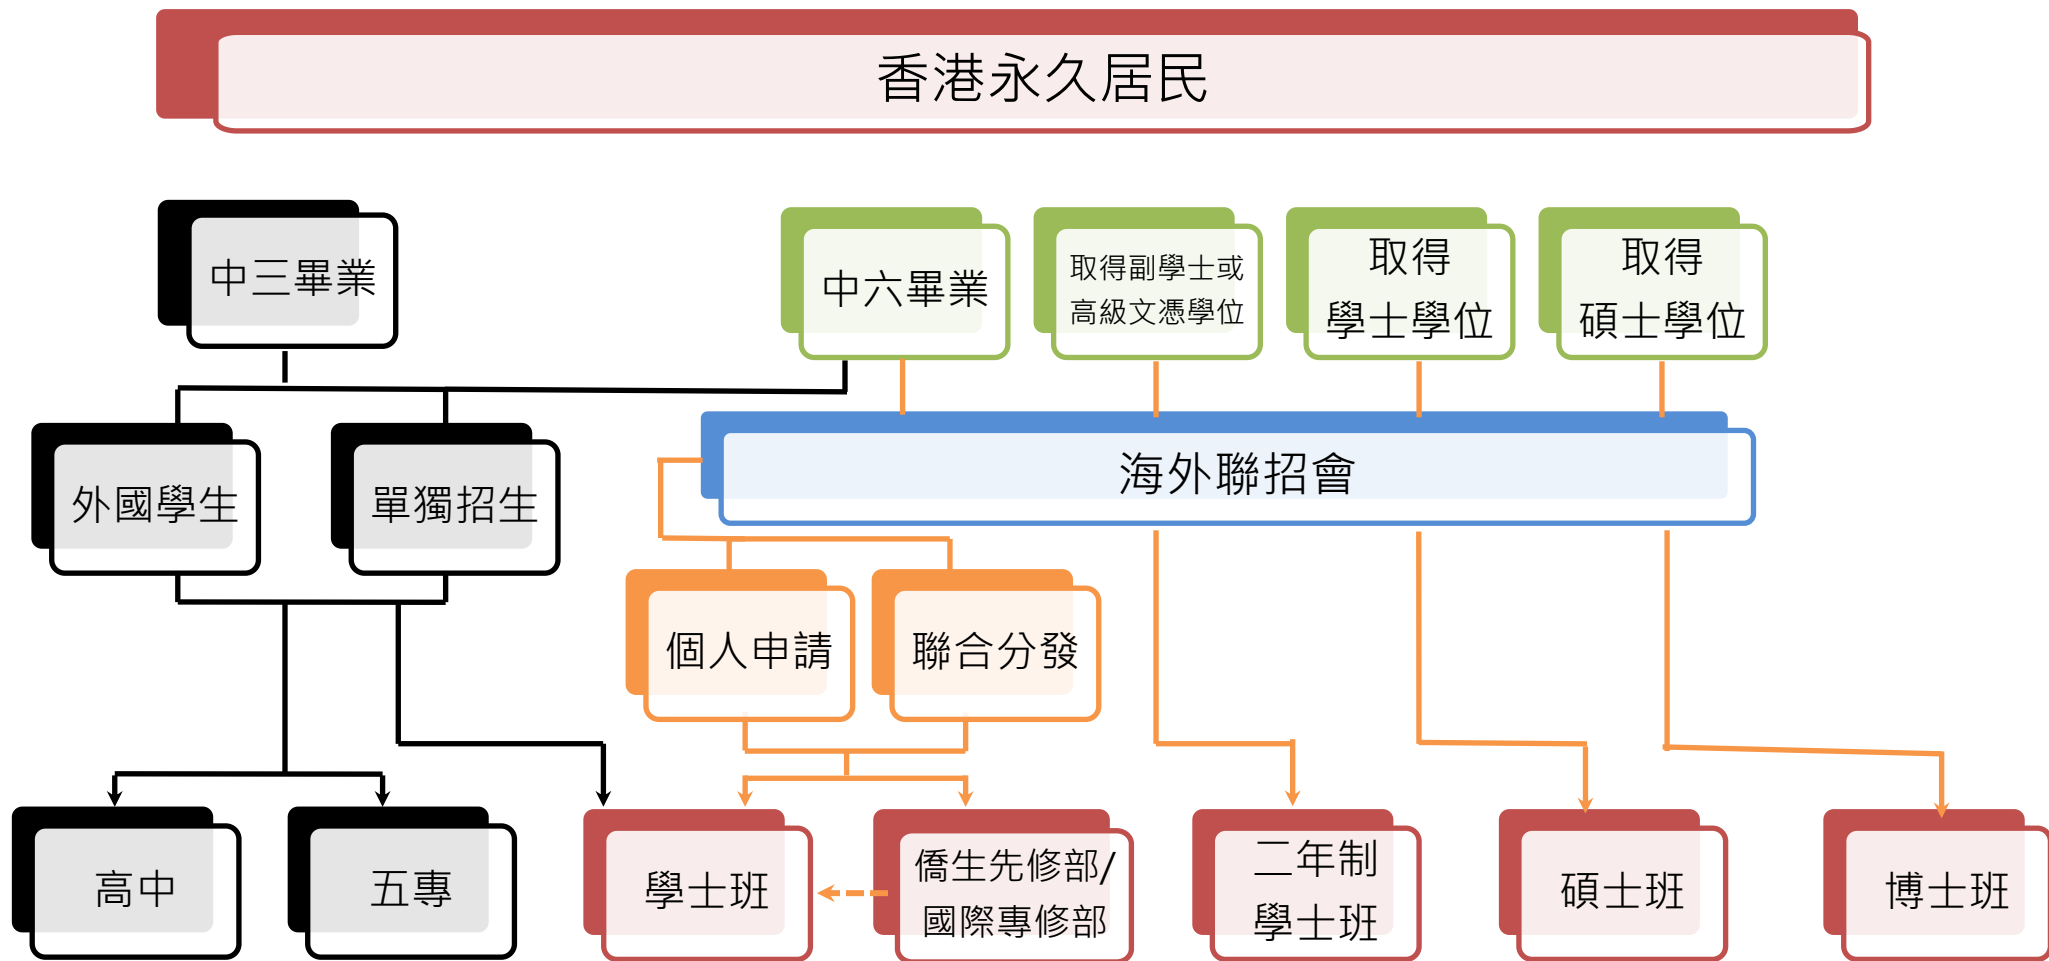 香港永久居民
中三畢業
中六畢業
取得副學士或
高級文憑學位
取得
學士學位
取得
碩士學位
外國學生
單獨招生
海外聯招會
個人申請
聯合分發
高中
五專
學士班
僑生先修部/
國際專修部
二年制
學士班
碩士班
博士班